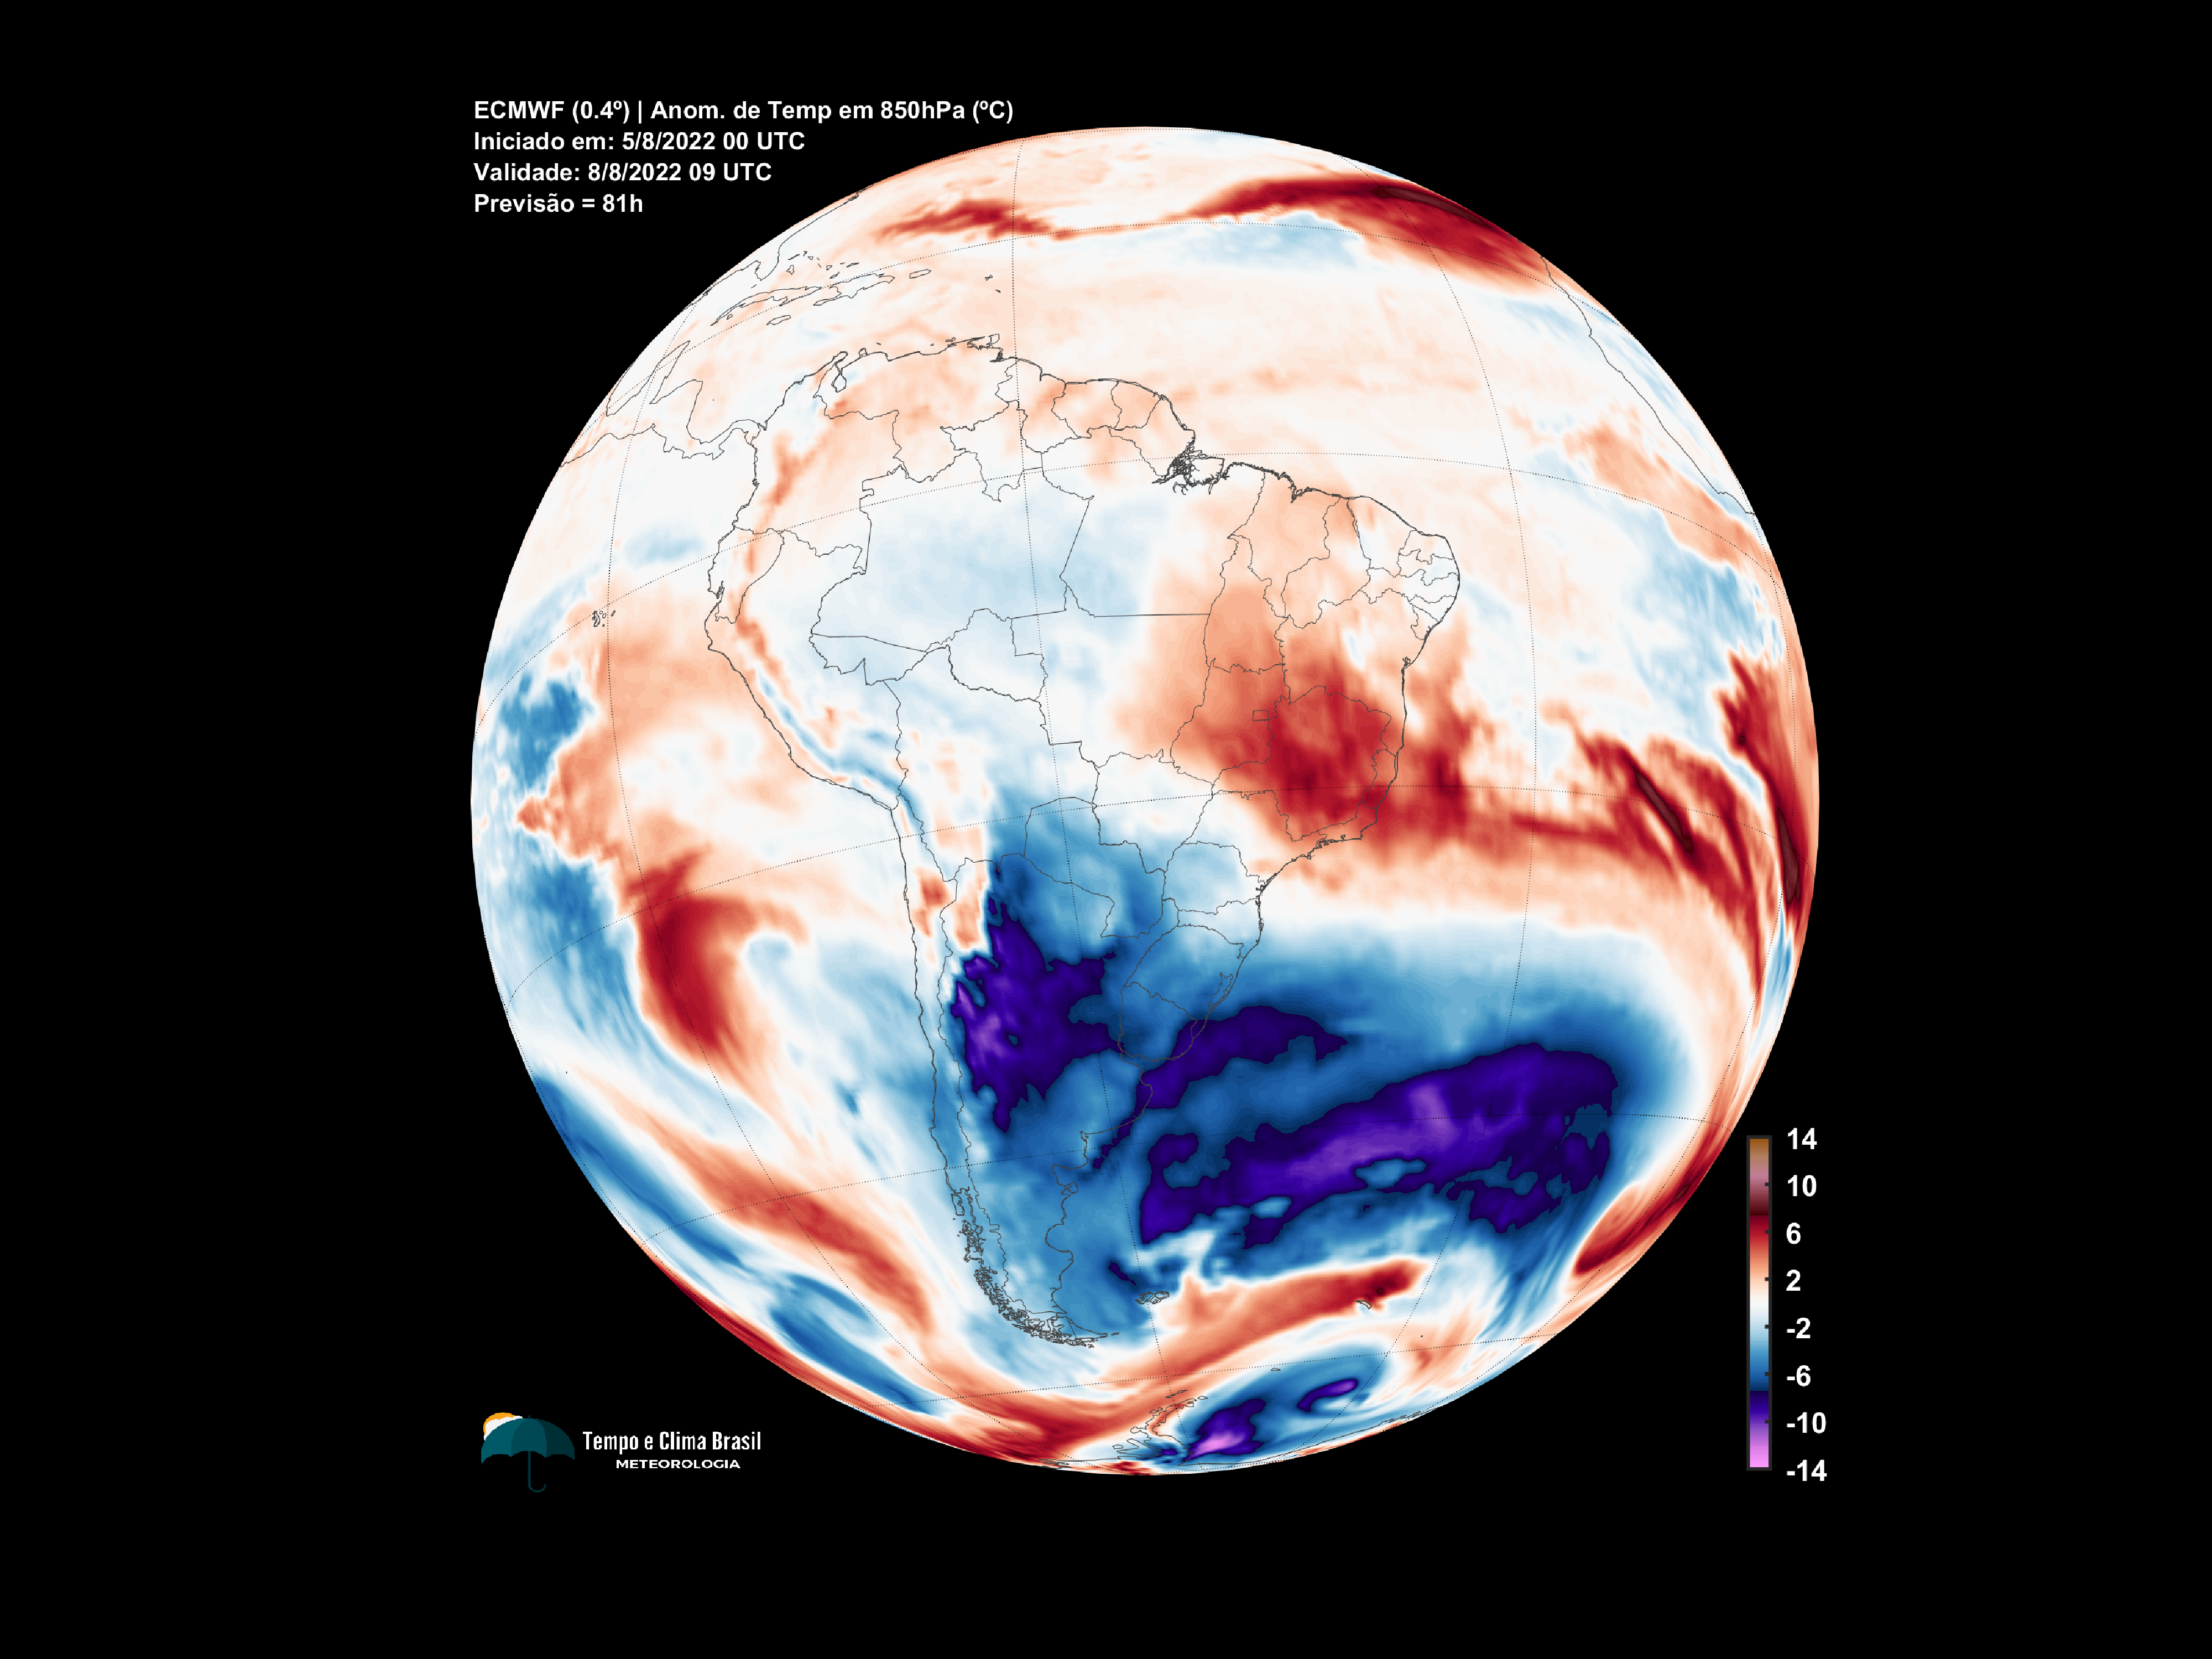 ECMWF (0.4º) | Anom. de Temp em 850hPa (ºC)
Iniciado em: 5/8/2022 00 UTC
Validade: 8/8/2022 09 UTC
Previsão = 81h
14
10
6
2
-2
-6
-10
-14
Tempo e Clima Brasil
METEOROLOGIA